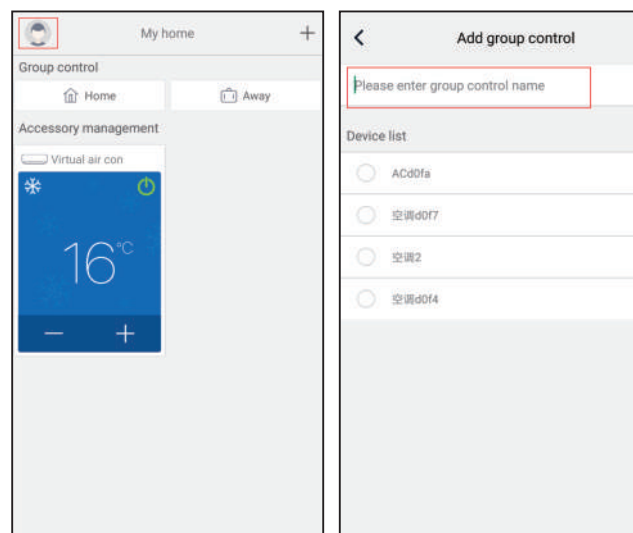 My home
+
Group control
Home
Away
Accessory management
Virtual air con
16°C
— +
Add group control
Please enter group control name
Device list
ACd0fa
空调d0f7
空调2
空调d0f4